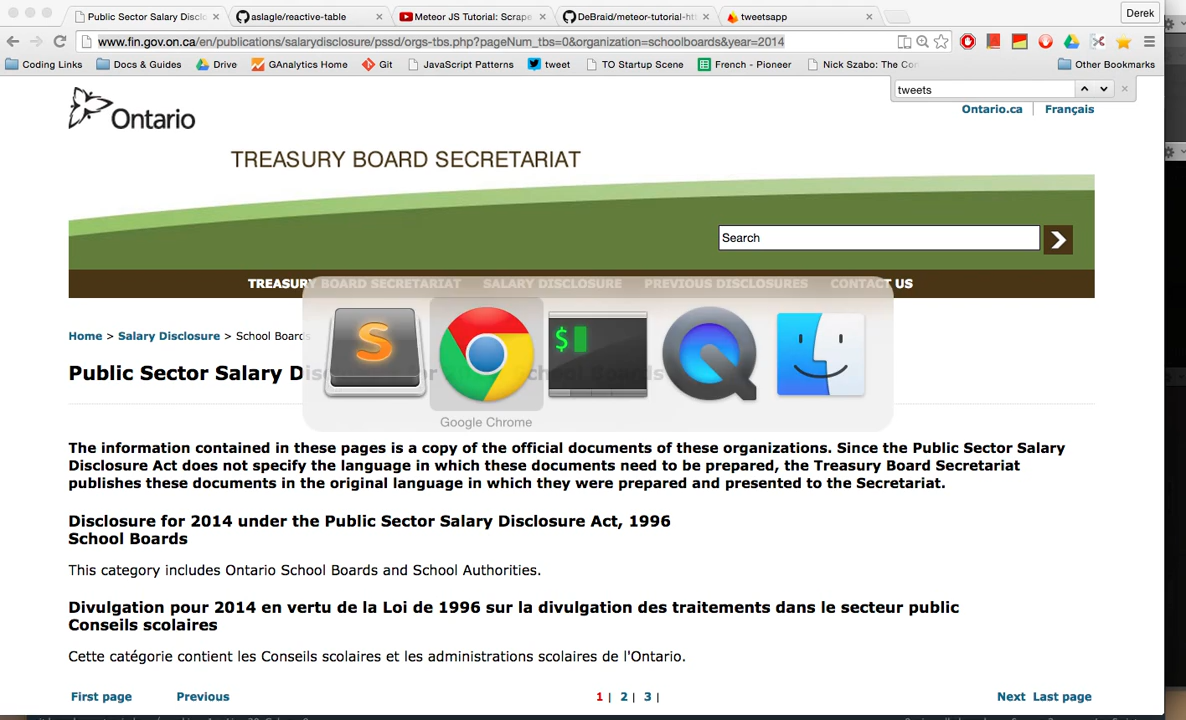 Public Sector Salary Disclo
aslagle/reactive-table
Meteor JS Tutorial: Scrape
DeBraid/meteor-tutorial-htt
tweetsapp
Derek
www.fin.gov.on.ca/en/publications/salarydisclosure/pssd/orgs-tbs.php?pageNum_tbs=0&organization=schoolboards&year=2014
Coding Links
Docs & Guides
Drive
GAnalytics Home
Git
JavaScript Patterns
tweet
TO Startup Scene
French - Pioneer
Nick Szabo: The Co
Other Bookmarks
tweets
Ontario
Ontario.ca
Français
TREASURY BOARD SECRETARIAT
Search
TREASURY BOARD SECRETARIAT SALARY DISCLOSURE PREVIOUS DISCLOSURES CONTACT US
Home > Salary Disclosure > School Boards
S
$
Public Sector Salary Disclosure for 2014: School Boards
Google Chrome
The information contained in these pages is a copy of the official documents of these organizations. Since the Public Sector Salary
Disclosure Act does not specify the language in which these documents need to be prepared, the Treasury Board Secretariat
publishes these documents in the original language in which they were prepared and presented to the Secretariat.
Disclosure for 2014 under the Public Sector Salary Disclosure Act, 1996
School Boards
This category includes Ontario School Boards and School Authorities.
Divulgation pour 2014 en vertu de la Loi de 1996 sur la divulgation des traitements dans le secteur public
Conseils scolaires
Cette catégorie contient les Conseils scolaires et les administrations scolaires de l'Ontario.
First page Previous 1 | 2 | 3 | Next Last page